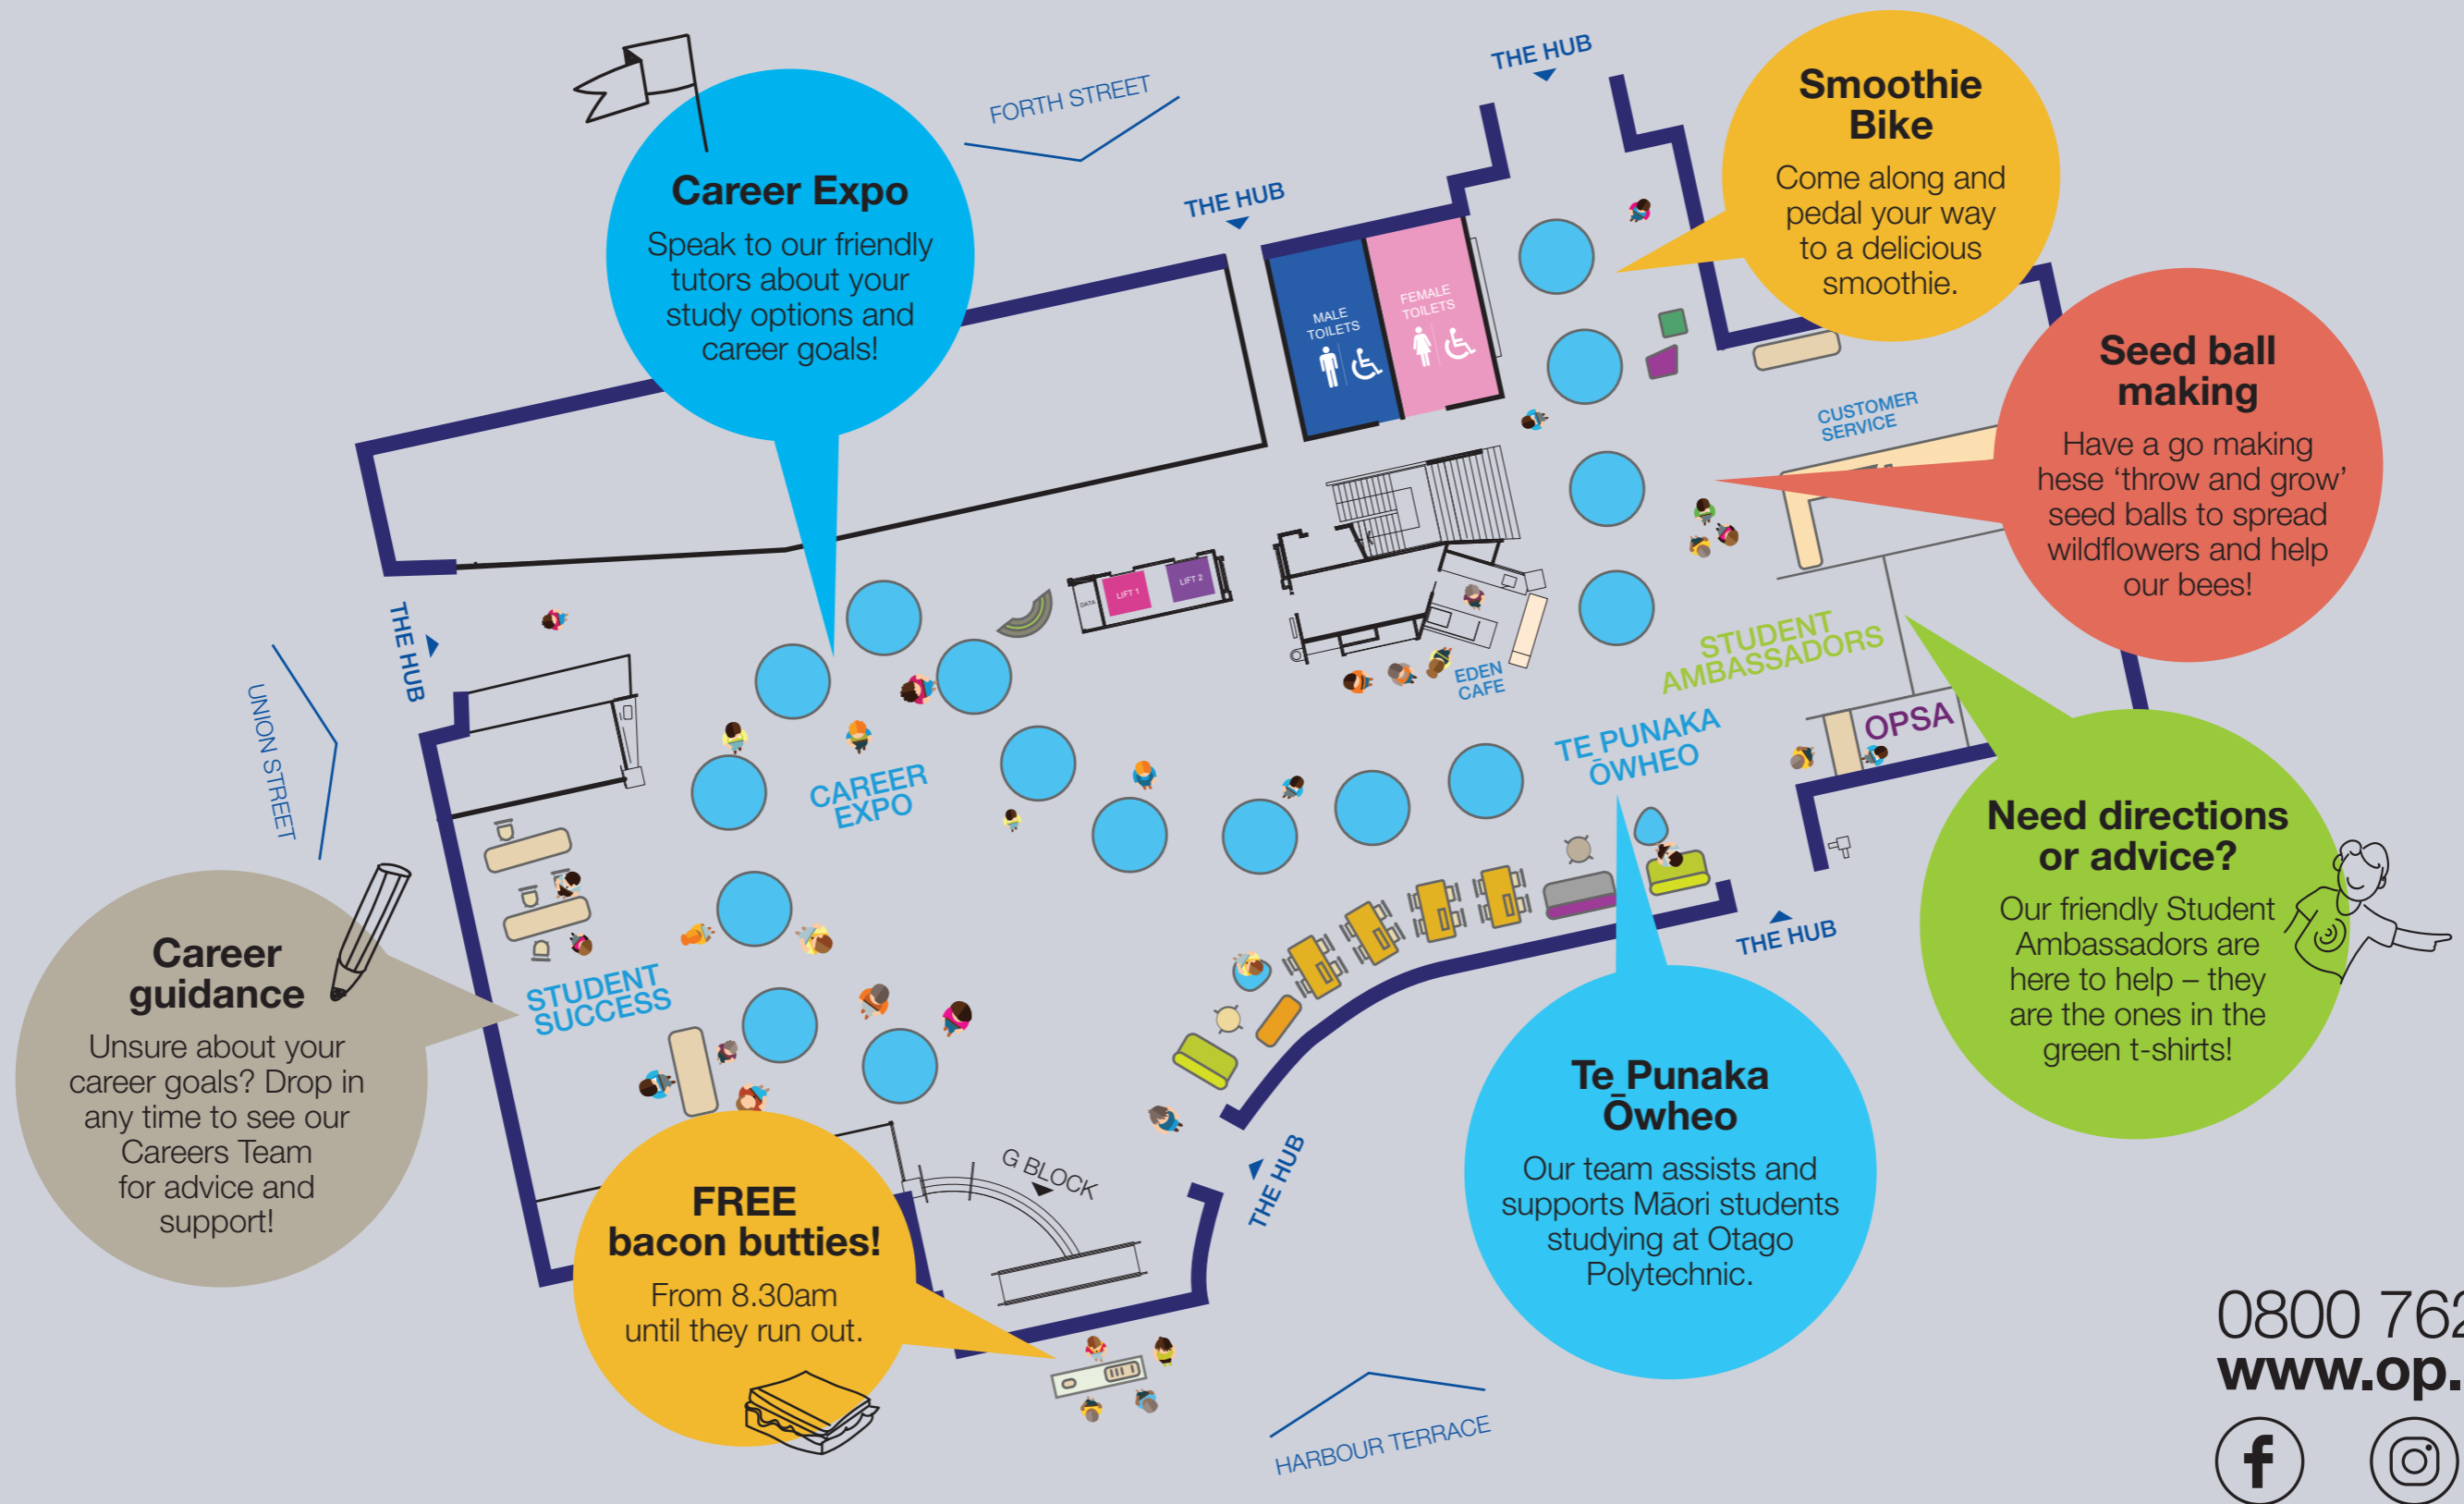 FORTH STREET
THE HUB
THE HUB
Career Expo
Speak to our friendly
tutors about your
study options and
career goals!
Smoothie
Bike
Come along and
pedal your way
to a delicious
smoothie.
MALE
TOILETS
FEMALE
TOILETS
Seed ball
making
Have a go making
hese ‘throw and grow’
seed balls to spread
wildflowers and help
our bees!
CUSTOMER
SERVICE
DATA
LIFT 1
LIFT 2
THE HUB
UNION STREET
EDEN
CAFE
STUDENT
AMBASSADORS
OPSA
TE PUNAKA
ŌWHEO
CAREER
EXPO
Need directions
or advice?
Our friendly Student
Ambassadors are
here to help – they
are the ones in the
green t-shirts!
Career
guidance
Unsure about your
career goals? Drop in
any time to see our
Careers Team
for advice and
support!
STUDENT
SUCCESS
THE HUB
Te Punaka
Ōwheo
Our team assists and
supports Māori students
studying at Otago
Polytechnic.
FREE
bacon butties!
From 8.30am
until they run out.
G BLOCK
THE HUB
HARBOUR TERRACE
0800 762
www.op.